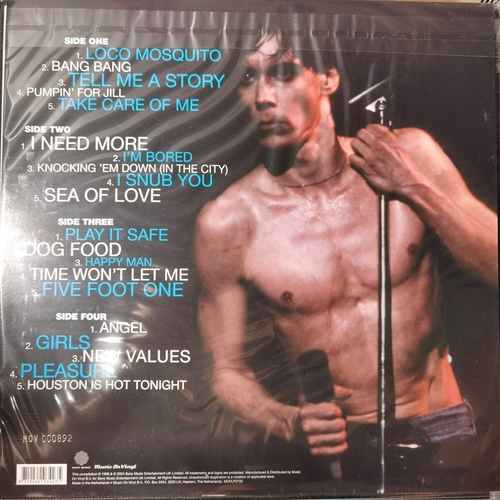 SIDE ONE
1. LOCO MOSQUITO
2. BANG BANG
3. TELL ME A STORY
4. PUMPIN' FOR JILL
5. TAKE CARE OF ME
SIDE TWO
1. I NEED MORE
2. I'M BORED
3. KNOCKING 'EM DOWN (IN THE CITY)
4. I SNUB YOU
5. SEA OF LOVE
SIDE THREE
1. PLAY IT SAFE
DOG FOOD
3. HAPPY MAN
4. TIME WON'T LET ME
5. FIVE FOOT ONE
SIDE FOUR
1. ANGEL
2. GIRLS
3. NEW VALUES
4. PLEASURE
5. HOUSTON IS HOT TONIGHT
MOV 000892
Music On Vinyl